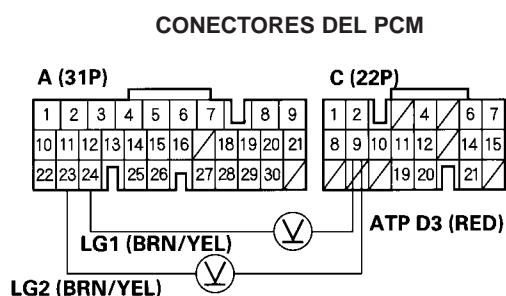 CONECTORES DEL PCM
A (31P) C (22P)
1 2 3 4 5 6 7 8 9 1 2 4 6 7
10 11 12 13 14 15 16 18 19 20 21 8 9 10 11 12 14 15
22 23 24 25 26 27 28 29 30 19 20 21
ATP D3 (RED)
LG1 (BRN/YEL)
LG2 (BRN/YEL)